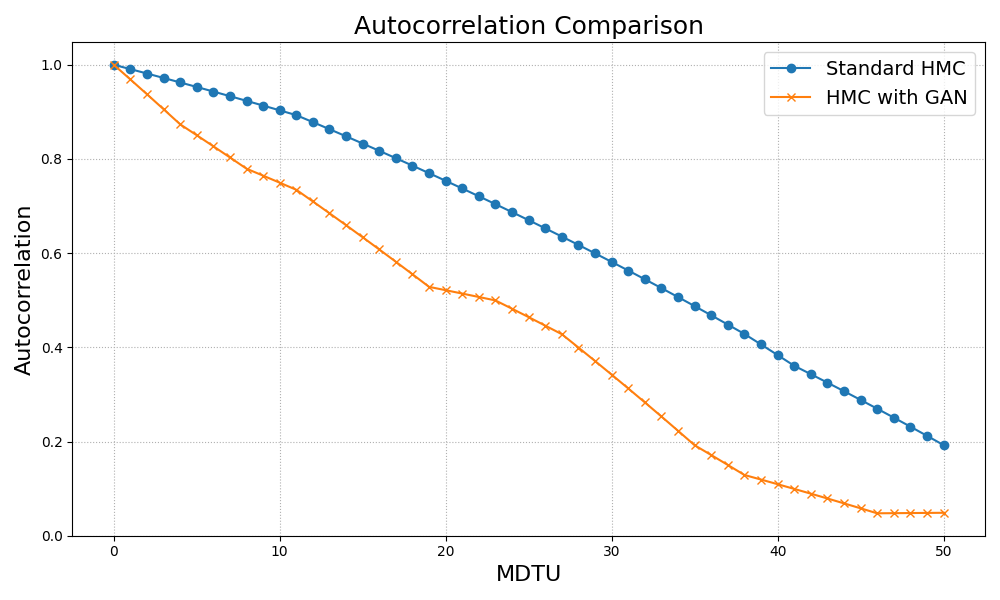 Autocorrelation Comparison
Standard HMC
HMC with GAN
Autocorrelation
1.0
0.8
0.6
0.4
0.2
0.0
0 10 20 30 40 50
MDTU